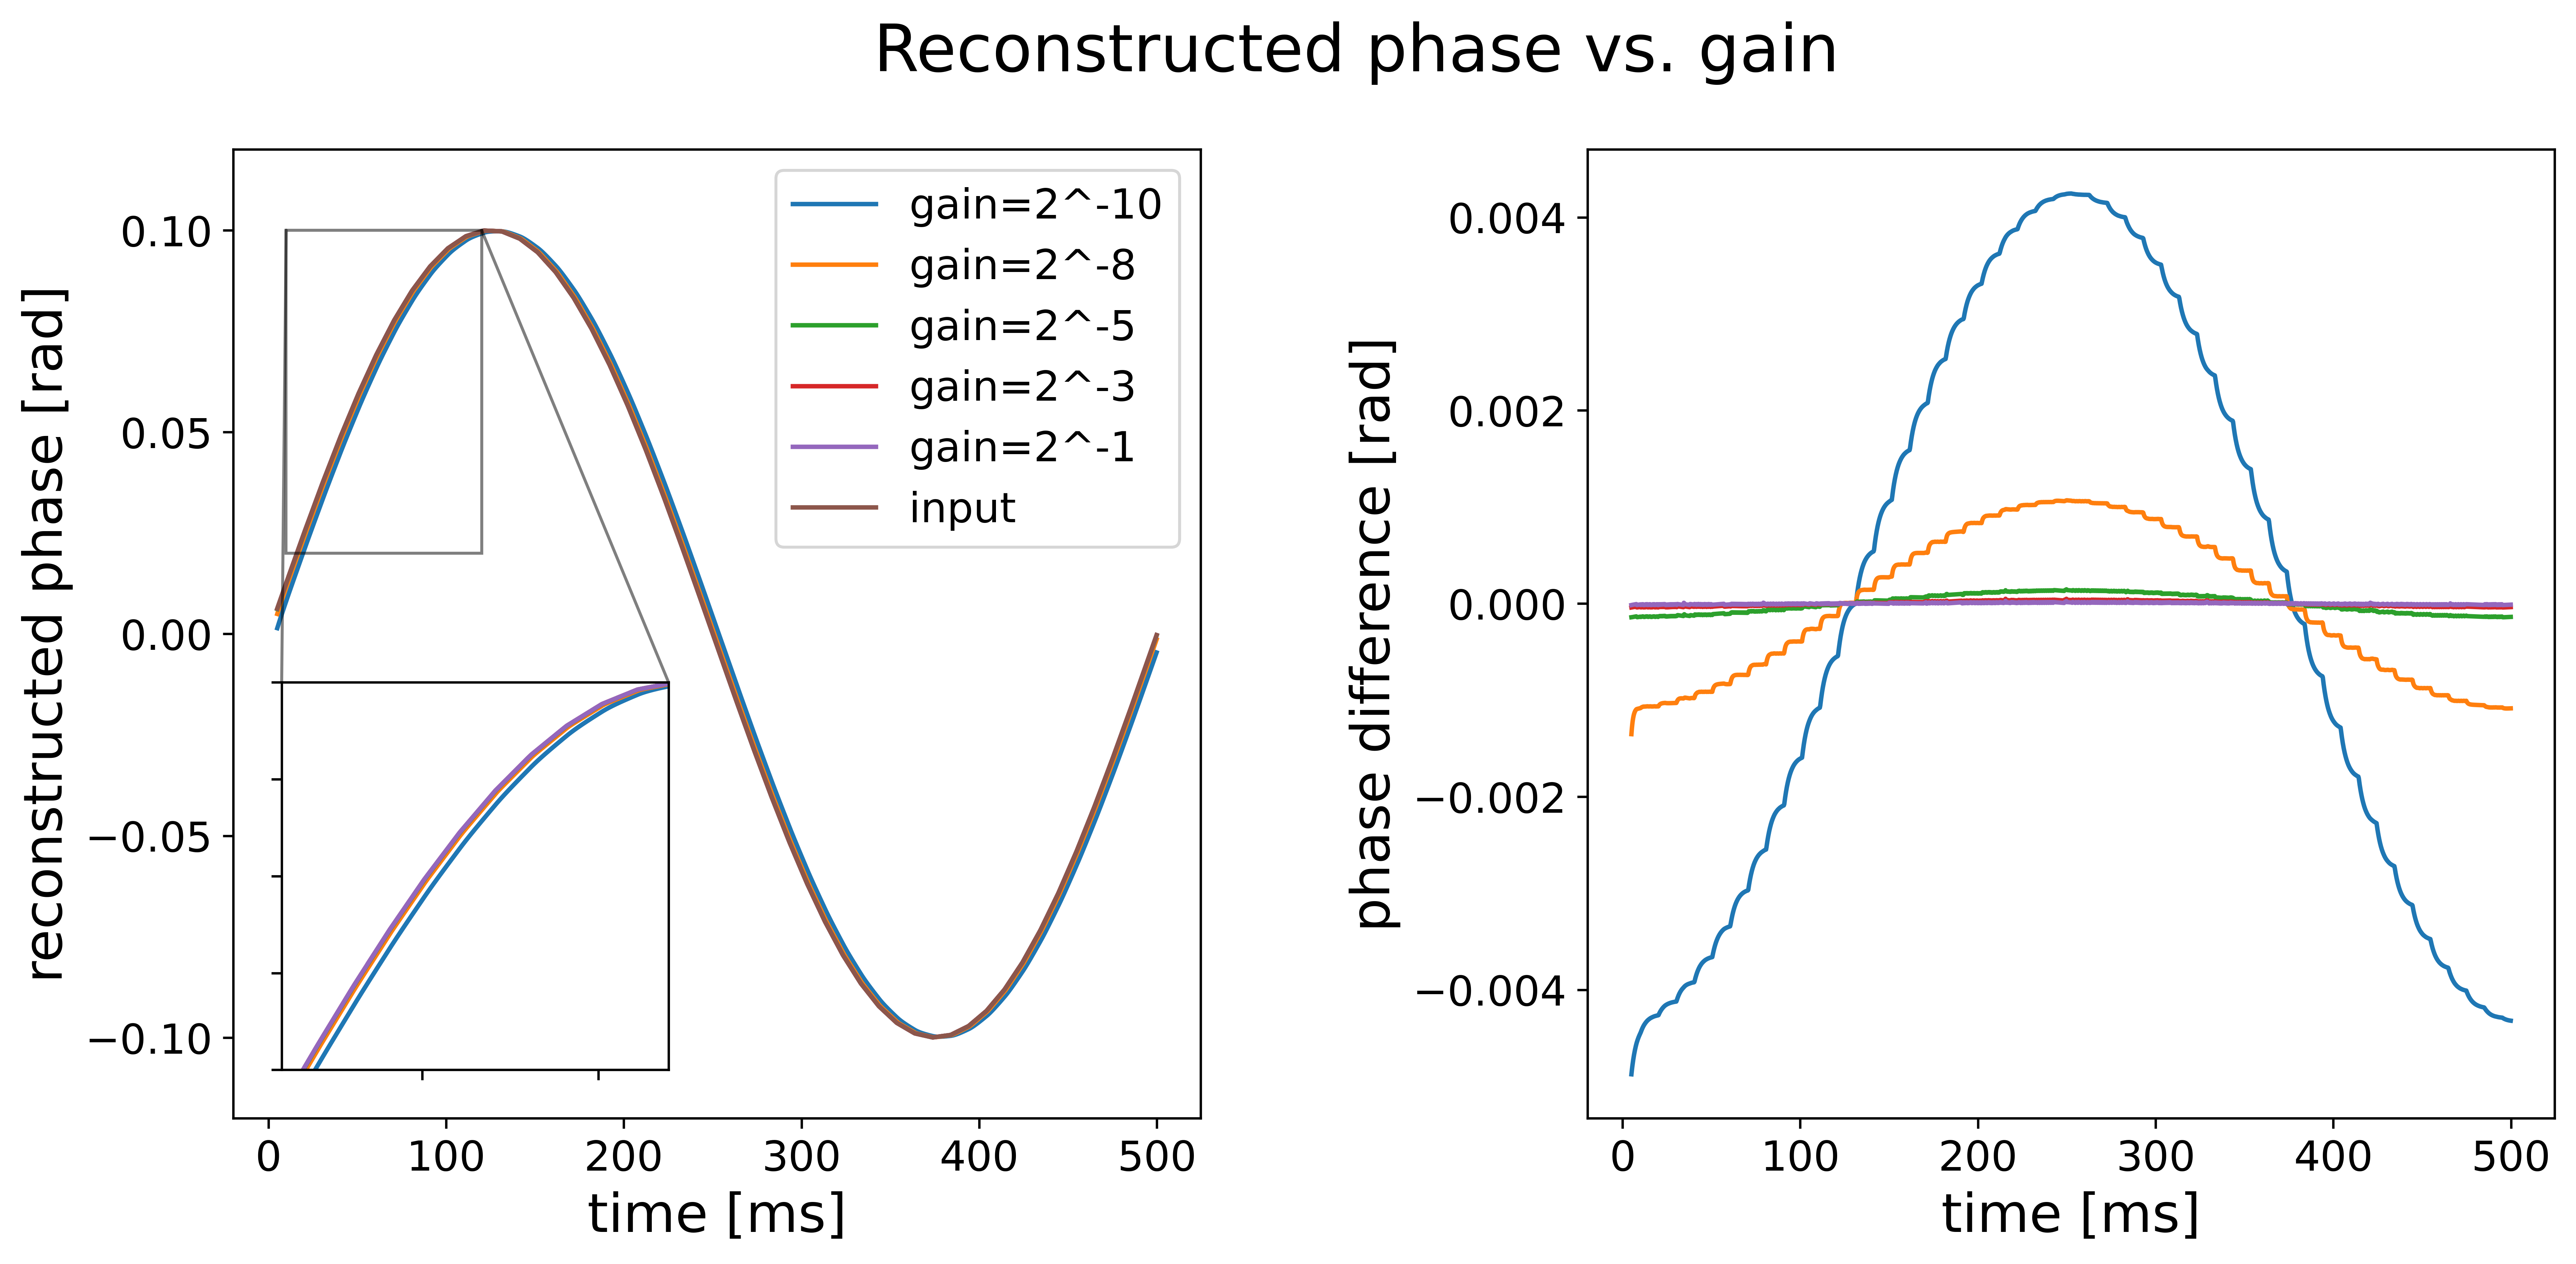 Reconstructed phase vs. gain
reconstructed phase [rad]
0.10
0.05
0.00
−0.05
−0.10
gain=2^-10
gain=2^-8
gain=2^-5
gain=2^-3
gain=2^-1
input
0 100 200 300 400 500
time [ms]
phase difference [rad]
0.004
0.002
0.000
−0.002
−0.004
0 100 200 300 400 500
time [ms]